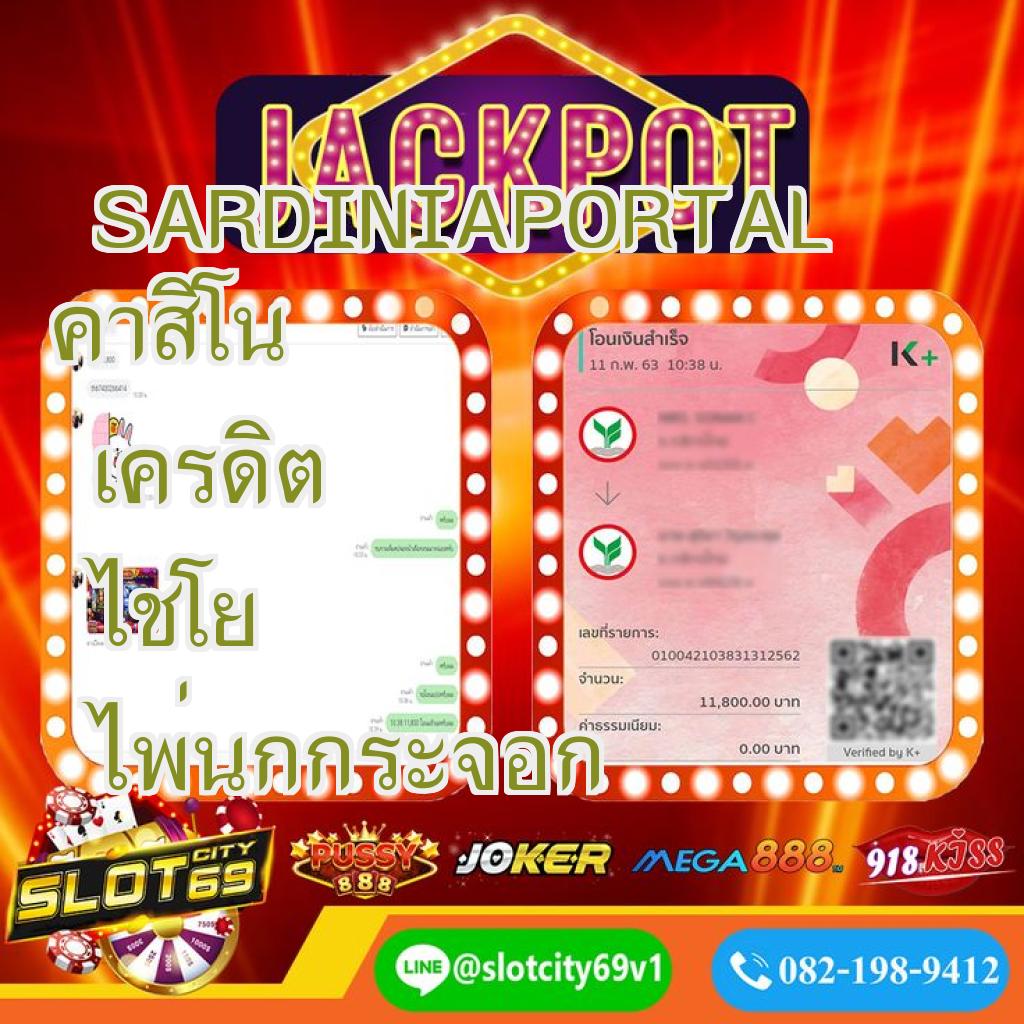 JACKPOT
SARDINIAPORTAL
คาสิโน
เครดิต
ไชโย
ไพ่นกกระจอก
โอนเงินสำเร็จ
11 ก.พ. 63 10:38 น.
K+
เลขที่รายการ:
010042103831312562
จำนวน:
11,800.00 บาท
ค่าธรรมเนียม:
0.00 บาท
Verified by K+
SLOT CITY 69
PUSSY 888
JOKER
MEGA888
918KISS
LINE @slotcity69v1
082-198-9412